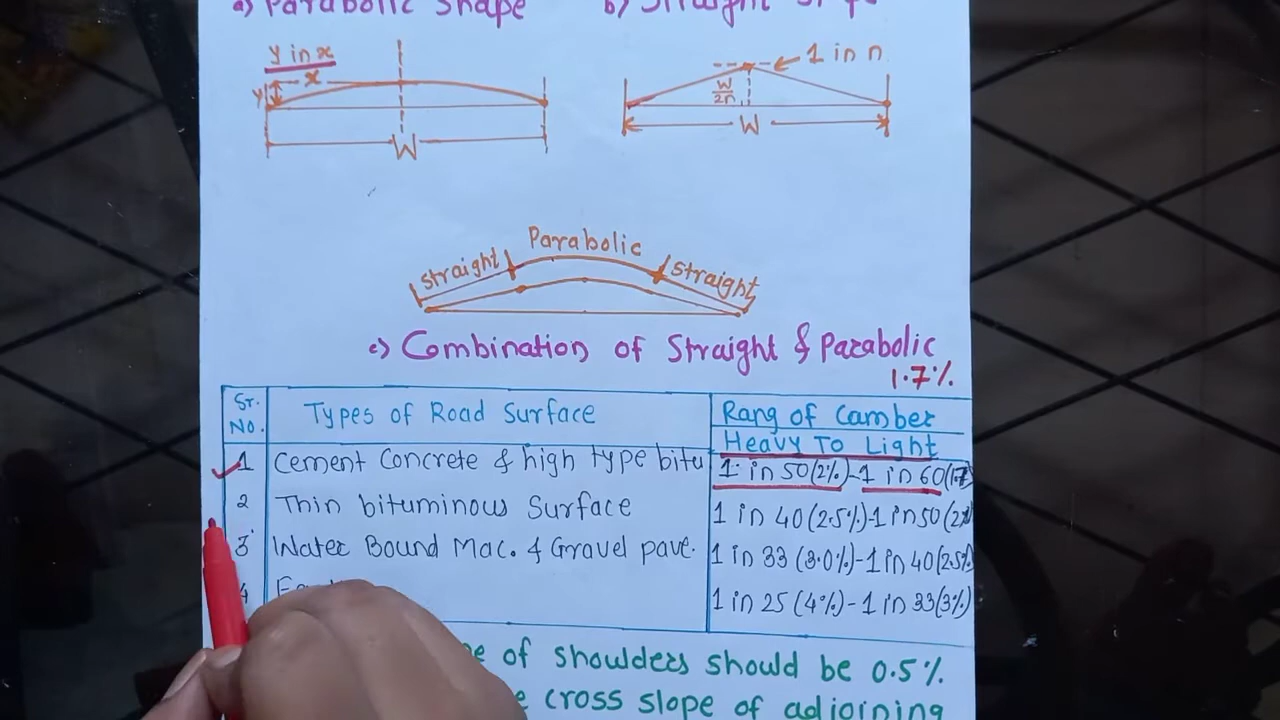 a) Parabolic Shape
b) Straight
y in x
x
y
W
1 in n
W/2n
W
Parabolic
straight
straight
c) Combination of Straight & Parabolic
1.7%
Sr. No.
Types of Road Surface
Rang of Camber
Heavy To Light
1 Cement Concrete & high type bitu 1 in 50(2%)-1 in 60(1.7
2 Thin bituminous Surface 1 in 40(2.5%)-1 in 50(2%)
3 Water Bound Mac. & Gravel pave. 1 in 33 (3.0%)-1 in 40(2.5%)
4 1 in 25 (4%)-1 in 33(3%)
of shoulders should be 0.5%
cross slope of adjoining